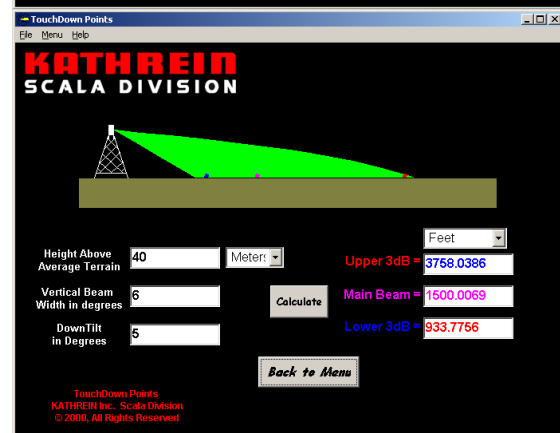 TouchDown Points
File Menu Help
KATHREIN
SCALA DIVISION
Feet
Height Above
Average Terrain
40
Meters
Upper 3dB =
3758.0386
Vertical Beam
Width in degrees
6
Calculate
Main Beam =
1500.0069
DownTilt
in Degrees
5
Lower 3dB =
933.7756
Back to Menu
TouchDown Points
KATHREIN Inc. Scala Division
© 2000, All Rights Reserved